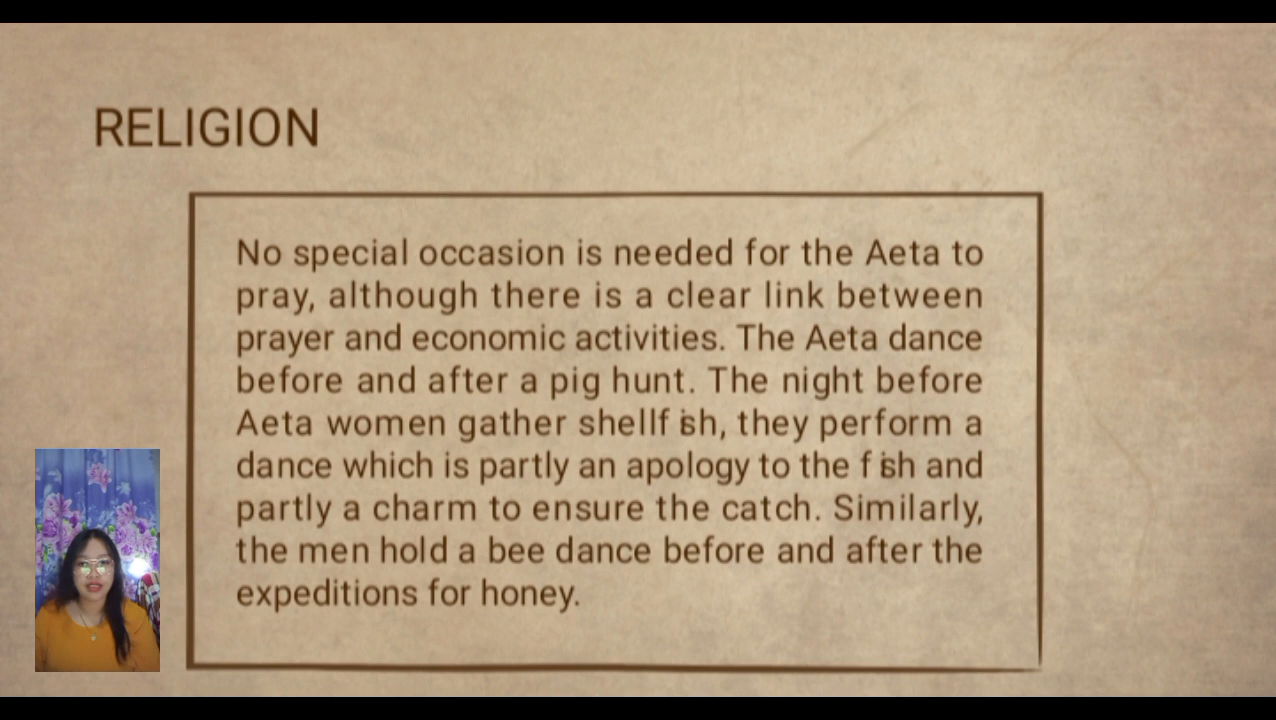 RELIGION
No special occasion is needed for the Aeta to
pray, although there is a clear link between
prayer and economic activities. The Aeta dance
before and after a pig hunt. The night before
Aeta women gather shellfish, they perform a
dance which is partly an apology to the fish and
partly a charm to ensure the catch. Similarly,
the men hold a bee dance before and after the
expeditions for honey.